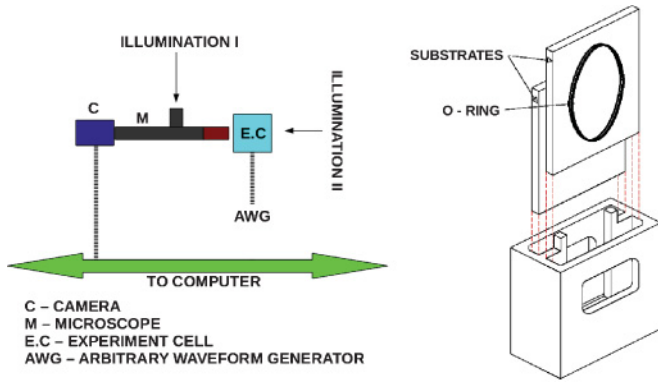 ILLUMINATION I
C
M
E.C
ILLUMINATION II
AWG
TO COMPUTER
C – CAMERA
M – MICROSCOPE
E.C – EXPERIMENT CELL
AWG – ARBITRARY WAVEFORM GENERATOR
SUBSTRATES
O - RING